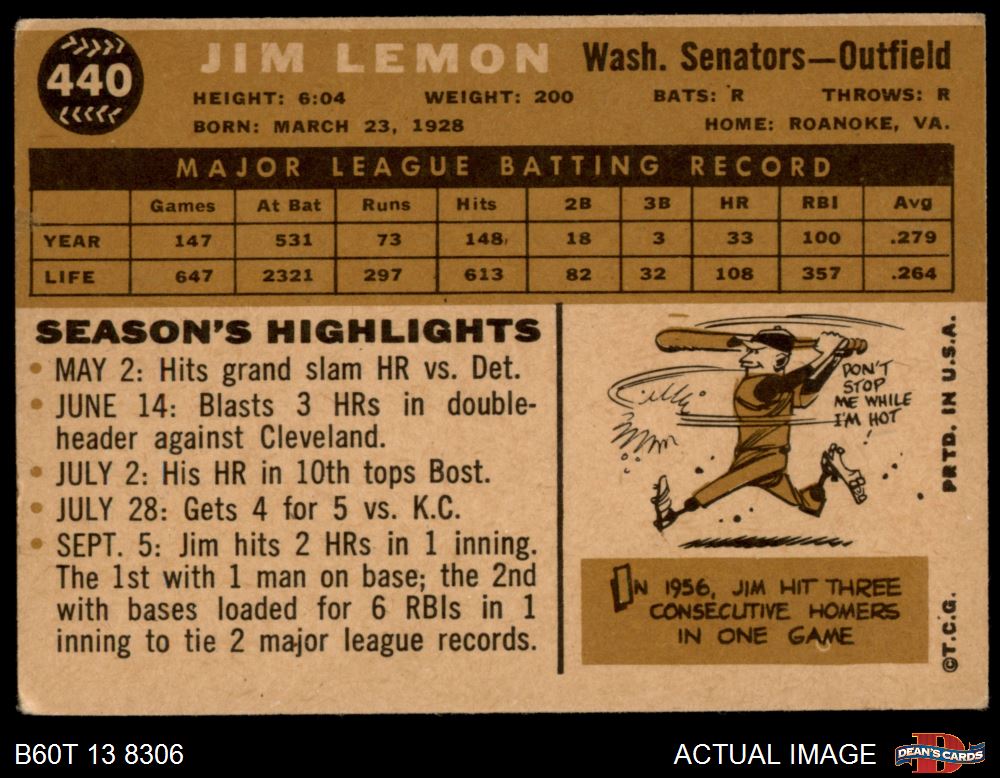 440
JIM LEMON Wash. Senators—Outfield
HEIGHT: 6:04 WEIGHT: 200 BATS: R THROWS: R
BORN: MARCH 23, 1928 HOME: ROANOKE, VA.
MAJOR LEAGUE BATTING RECORD
Games At Bat Runs Hits 2B 3B HR RBI Avg
YEAR 147 531 73 148 18 3 33 100 .279
LIFE 647 2321 297 613 82 32 108 357 .264
SEASON'S HIGHLIGHTS
• MAY 2: Hits grand slam HR vs. Det.
• JUNE 14: Blasts 3 HRs in double-
header against Cleveland.
• JULY 2: His HR in 10th tops Bost.
• JULY 28: Gets 4 for 5 vs. K.C.
• SEPT. 5: Jim hits 2 HRs in 1 inning.
The 1st with 1 man on base; the 2nd
with bases loaded for 6 RBIs in 1
inning to tie 2 major league records.
DON'T
STOP
ME WHILE
I'M HOT
!
IN 1956, JIM HIT THREE
CONSECUTIVE HOMERS
IN ONE GAME
©T.C.G. PRTD. IN U.S.A.
B60T 13 8306 ACTUAL IMAGE
DEAN'S CARDS